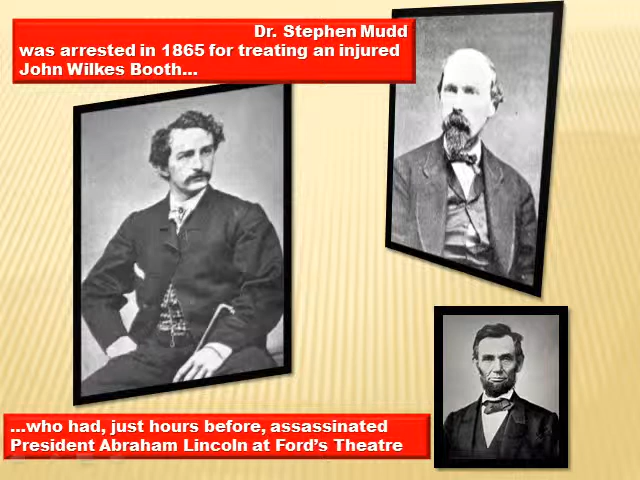 Dr. Stephen Mudd
was arrested in 1865 for treating an injured
John Wilkes Booth...
...who had, just hours before, assassinated
President Abraham Lincoln at Ford's Theatre